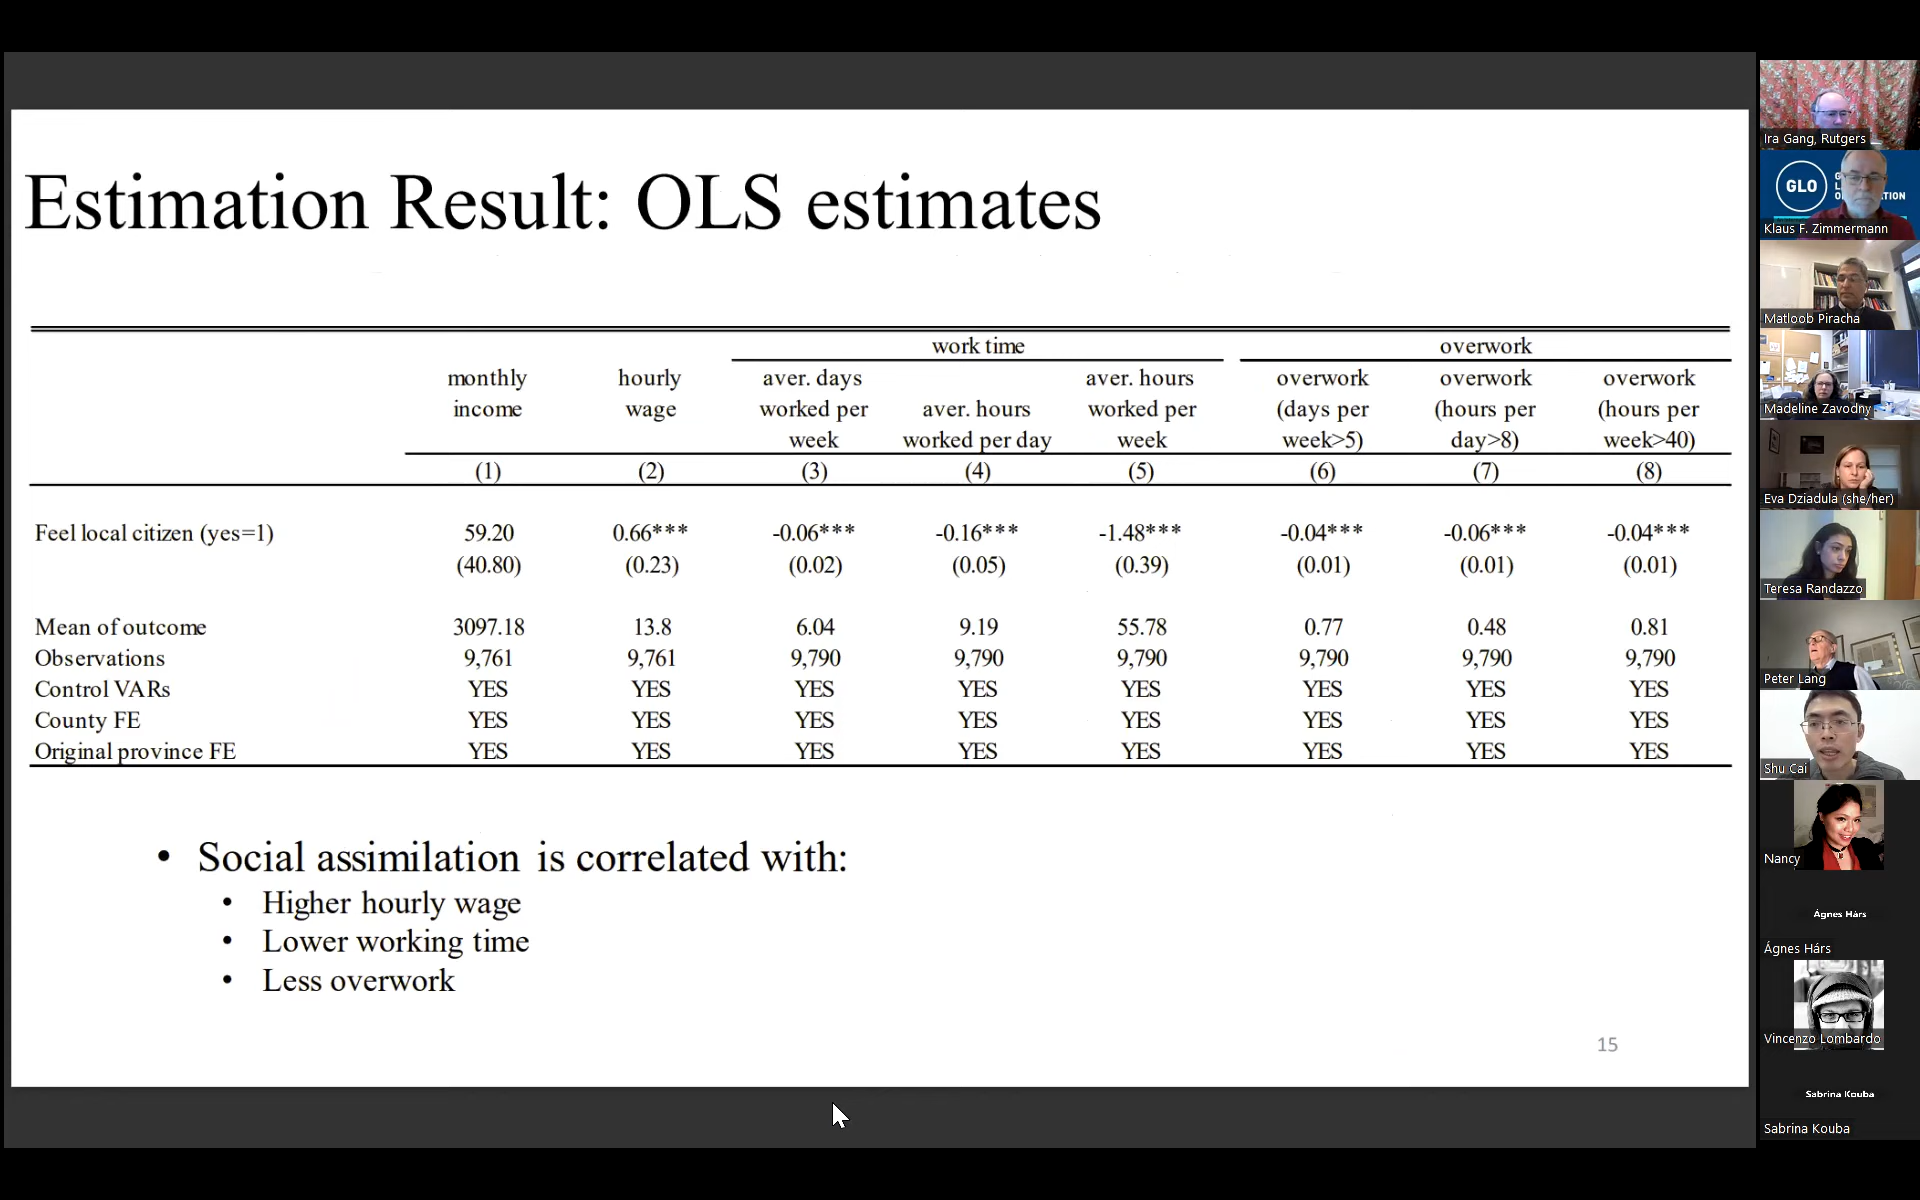 Estimation Result: OLS estimates
work time overwork
monthly hourly aver. days aver. hours overwork overwork overwork
income wage worked per aver. hours worked per (days per (hours per (hours per
week worked per day week week>5) day>8) week>40)
(1) (2) (3) (4) (5) (6) (7) (8)
Feel local citizen (yes=1) 59.20 0.66*** -0.06*** -0.16*** -1.48*** -0.04*** -0.06*** -0.04***
(40.80) (0.23) (0.02) (0.05) (0.39) (0.01) (0.01) (0.01)
Mean of outcome 3097.18 13.8 6.04 9.19 55.78 0.77 0.48 0.81
Observations 9,761 9,761 9,790 9,790 9,790 9,790 9,790 9,790
Control VARs YES YES YES YES YES YES YES YES
County FE YES YES YES YES YES YES YES YES
Original province FE YES YES YES YES YES YES YES YES
• Social assimilation is correlated with:
• Higher hourly wage
• Lower working time
• Less overwork
15
Ira Gang, Rutgers
GLO
Klaus F. Zimmermann
Matloob Piracha
Madeline Zavodny
Eva Dziadula (she/her)
Teresa Randazzo
Peter Lang
Shu Cai
Nancy
Ágnes Hárs
Ágnes Hárs
Vincenzo Lombardo
Sabrina Kouba
Sabrina Kouba